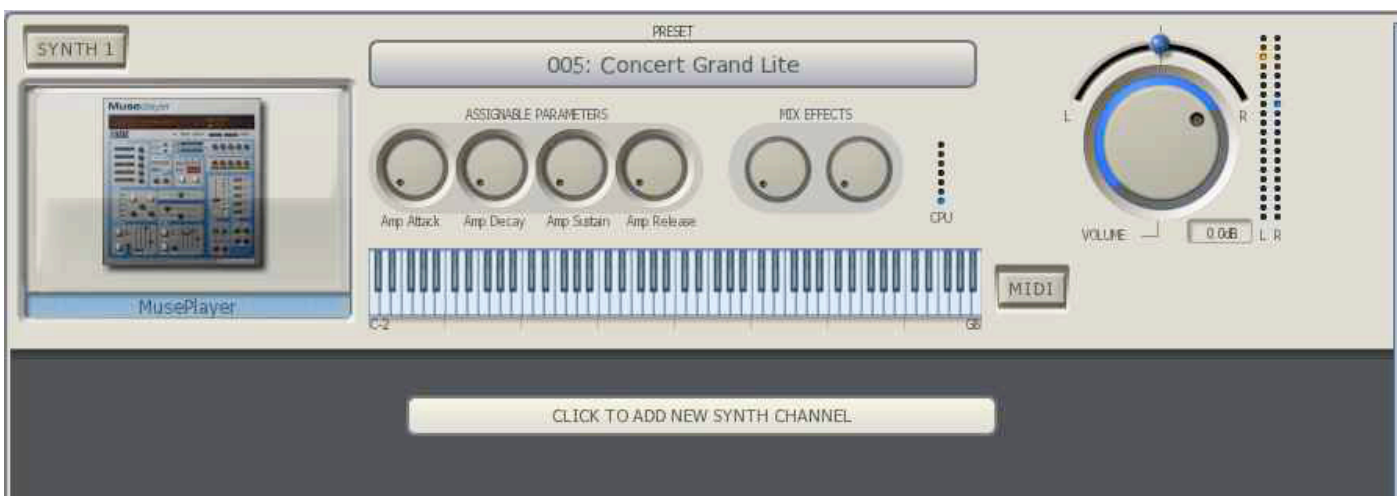 SYNTH 1
PRESET
005: Concert Grand Lite
Museplayer
MusePlayer
ASSIGNABLE PARAMETERS
Amp Attack Amp Decay Amp Sustain Amp Release
MIX EFFECTS
CPU
C-2 G8
MIDI
L R
VOLUME 0.0dB L R
CLICK TO ADD NEW SYNTH CHANNEL